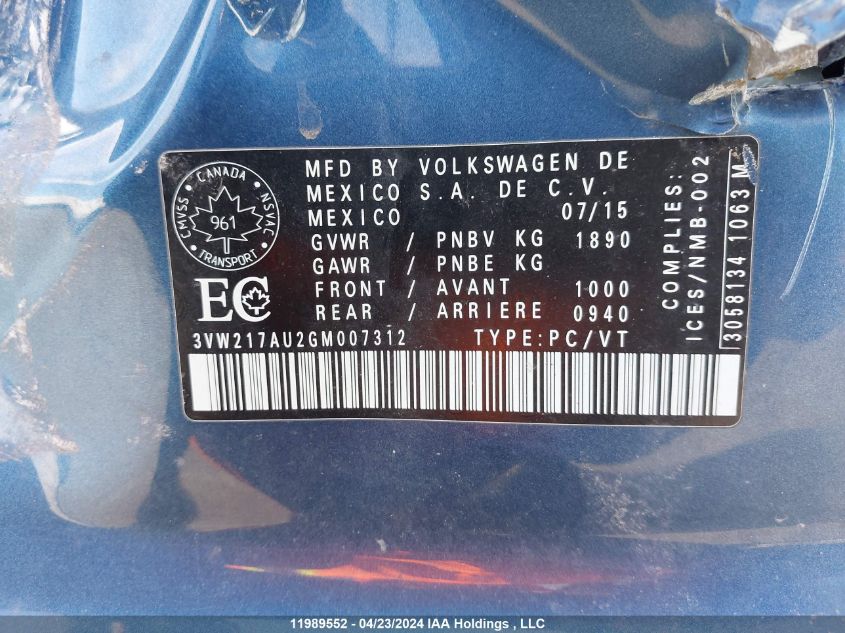 CANADA
CMVSS
NSVAC
961
TRANSPORT
EC
MFD BY VOLKSWAGEN DE
MEXICO S.A. DE C.V.
MEXICO 07/15
GVWR / PNBV KG 1890
GAWR / PNBE KG
FRONT / AVANT 1000
REAR / ARRIERE 0940
3VW217AU2GM007312 TYPE:PC/VT
COMPLIES:
ICES/NMB-002
3058134 1063 M
11989552 - 04/23/2024 IAA Holdings , LLC